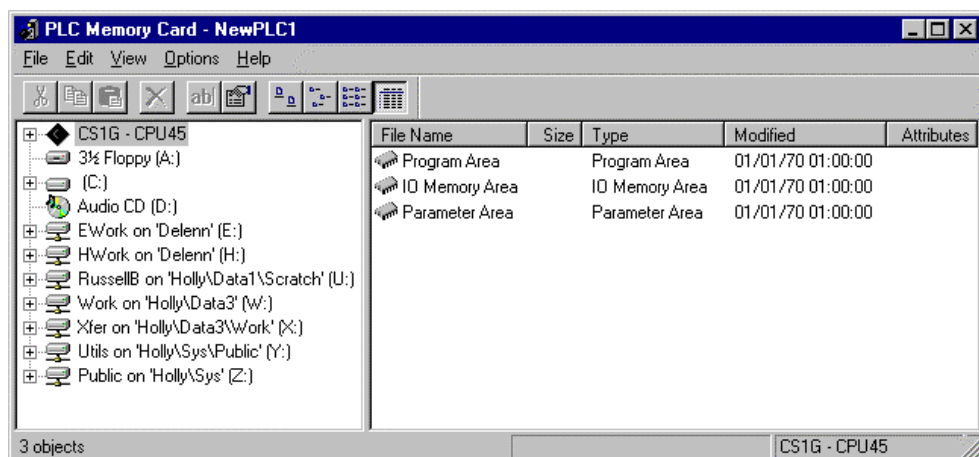 PLC Memory Card - NewPLC1
File Edit View Options Help
ab
CS1G - CPU45
3½ Floppy (A:)
(C:)
Audio CD (D:)
EWork on 'Delenn' (E:)
HWork on 'Delenn' (H:)
RussellB on 'Holly\Data1\Scratch' (U:)
Work on 'Holly\Data3' (W:)
Xfer on 'Holly\Data3\Work' (X:)
Utils on 'Holly\Sys\Public' (Y:)
Public on 'Holly\Sys' (Z:)
File Name Size Type Modified Attributes
Program Area Program Area 01/01/70 01:00:00
IO Memory Area IO Memory Area 01/01/70 01:00:00
Parameter Area Parameter Area 01/01/70 01:00:00
3 objects CS1G - CPU45